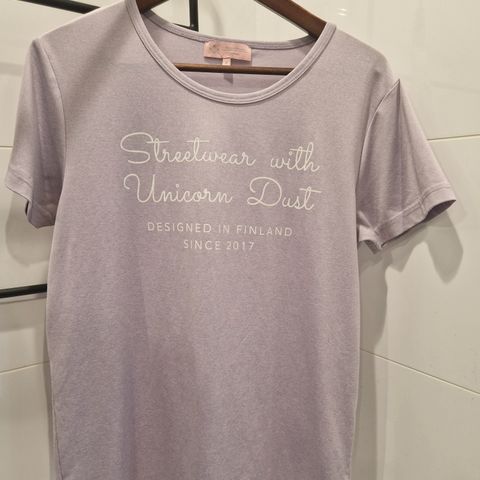 Streetwear with
Unicorn Dust
DESIGNED IN FINLAND
SINCE 2017